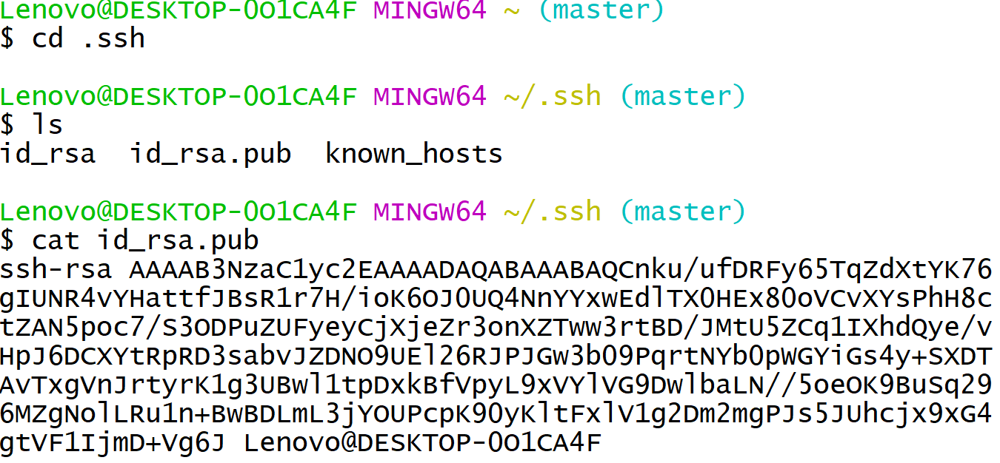 Lenovo@DESKTOP-0O1CA4F MINGW64 ~ (master)
$ cd .ssh
Lenovo@DESKTOP-0O1CA4F MINGW64 ~/.ssh (master)
$ ls
id_rsa  id_rsa.pub  known_hosts
Lenovo@DESKTOP-0O1CA4F MINGW64 ~/.ssh (master)
$ cat id_rsa.pub
ssh-rsa AAAAB3NzaC1yc2EAAAADAQABAAABAQCnku/ufDRFy65TqZdXtYK76
gIUNR4vYHattfJBsR1r7H/ioK6OJ0UQ4NnYYxwEdlTX0HEx80oVCvXYsPhH8c
tZAN5poc7/S3ODPuZUFyeyCjXjeZr3onXZTww3rtBD/JMtU5ZCq1IXhdQye/v
HpJ6DCXYtRpRD3sabvJZDNO9UEl26RJPJGw3bO9PqrtNYb0pWGYiGs4y+SXDT
AvTxgVnJrtyrK1g3UBwl1tpDxkBfVpyL9xVYlVG9DwlbaLN//5oeOK9BuSq29
6MZgNolLRu1n+BwBDLmL3jYOUPcpK90yKltFxlV1g2Dm2mgPJs5JUhcjx9xG4
gtVF1IjmD+Vg6J Lenovo@DESKTOP-0O1CA4F